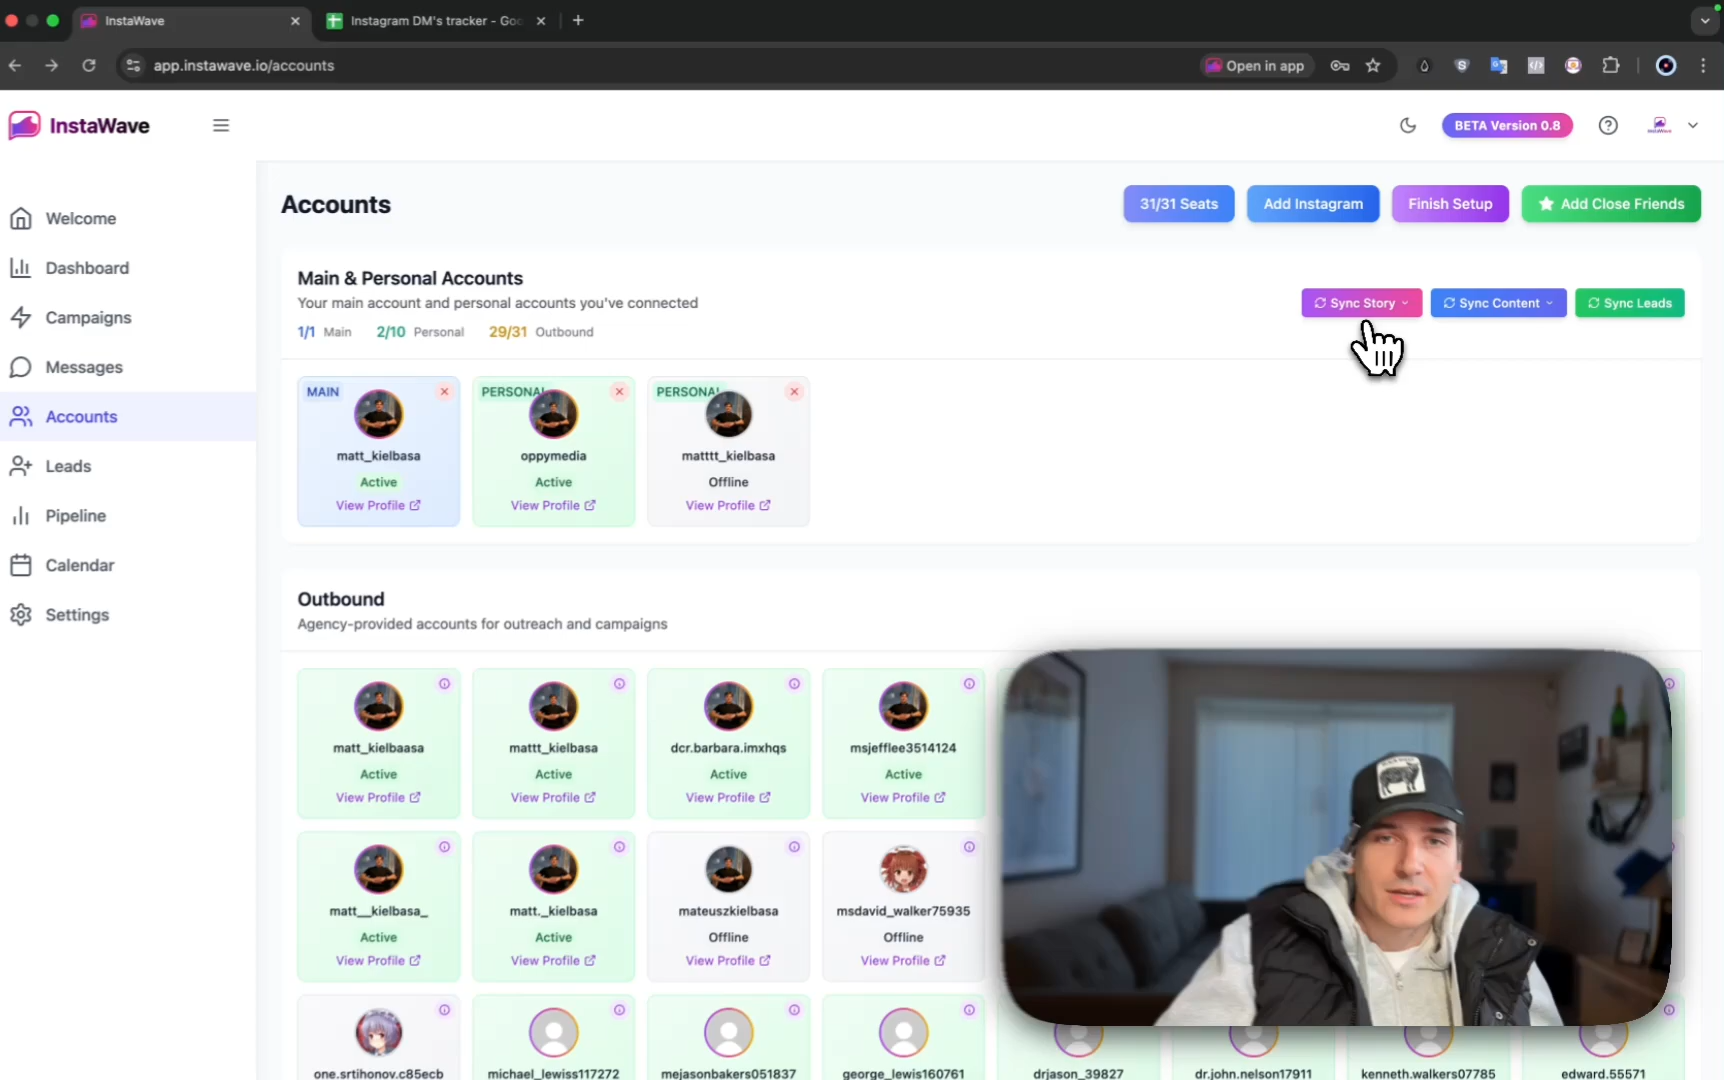 InstaWave
Instagram DM's tracker - Goo
app.instawave.io/accounts
Open in app
InstaWave
BETA Version 0.8
Welcome
Dashboard
Campaigns
Messages
Accounts
Leads
Pipeline
Calendar
Settings
Accounts
31/31 Seats
Add Instagram
Finish Setup
Add Close Friends
Main & Personal Accounts
Your main account and personal accounts you've connected
1/1 Main 2/10 Personal 29/31 Outbound
Sync Story
Sync Content
Sync Leads
MAIN
matt_kielbasa
Active
View Profile
PERSONAL
oppymedia
Active
View Profile
PERSONAL
matttt_kielbasa
Offline
View Profile
Outbound
Agency-provided accounts for outreach and campaigns
matt_kielbaasa
Active
View Profile
mattt_kielbasa
Active
View Profile
dcr.barbara.imxhqs
Active
View Profile
msjefflee3514124
Active
View Profile
matt__kielbasa_
Active
View Profile
matt._kielbasa
Active
View Profile
mateuszkielbasa
Offline
View Profile
msdavid_walker75935
Offline
View Profile
one.srtihonov.c85ecb
michael_lewiss117272
mejasonbakers051837
george_lewis160761
drjason_39827
dr.john.nelson17911
kenneth.walkers07785
edward.55571